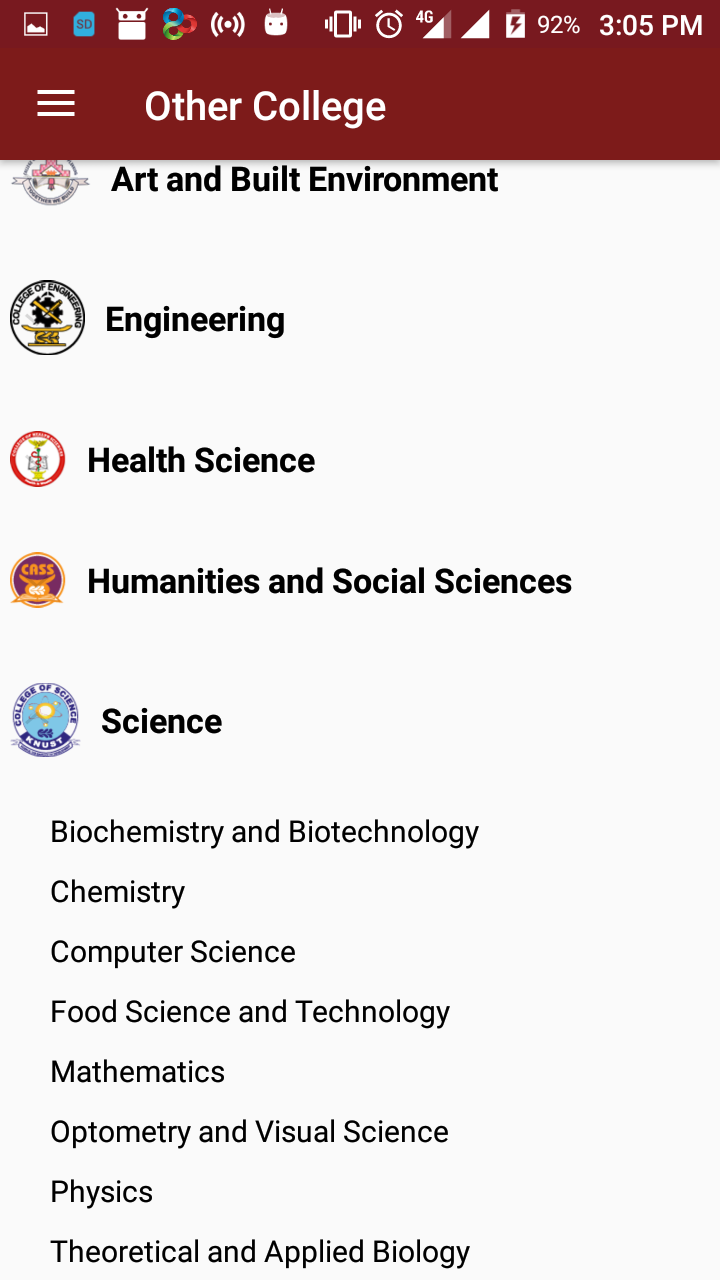 SD
4G
92%
3:05 PM
Other College
Art and Built Environment
COLLEGE OF ENGINEERING
Engineering
Health Science
CASS
Humanities and Social Sciences
COLLEGE OF SCIENCE
KNUST
Science
Biochemistry and Biotechnology
Chemistry
Computer Science
Food Science and Technology
Mathematics
Optometry and Visual Science
Physics
Theoretical and Applied Biology